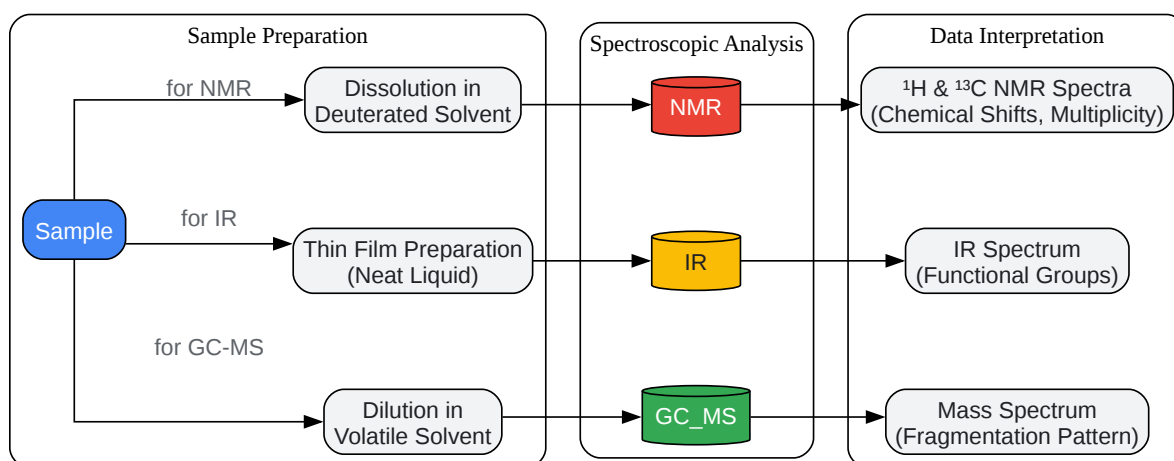 Sample Preparation
Spectroscopic Analysis
Data Interpretation
for NMR
Dissolution in
Deuterated Solvent
NMR
¹H & ¹³C NMR Spectra
(Chemical Shifts, Multiplicity)
Sample
for IR
Thin Film Preparation
(Neat Liquid)
IR
IR Spectrum
(Functional Groups)
for GC-MS
Dilution in
Volatile Solvent
GC_MS
Mass Spectrum
(Fragmentation Pattern)